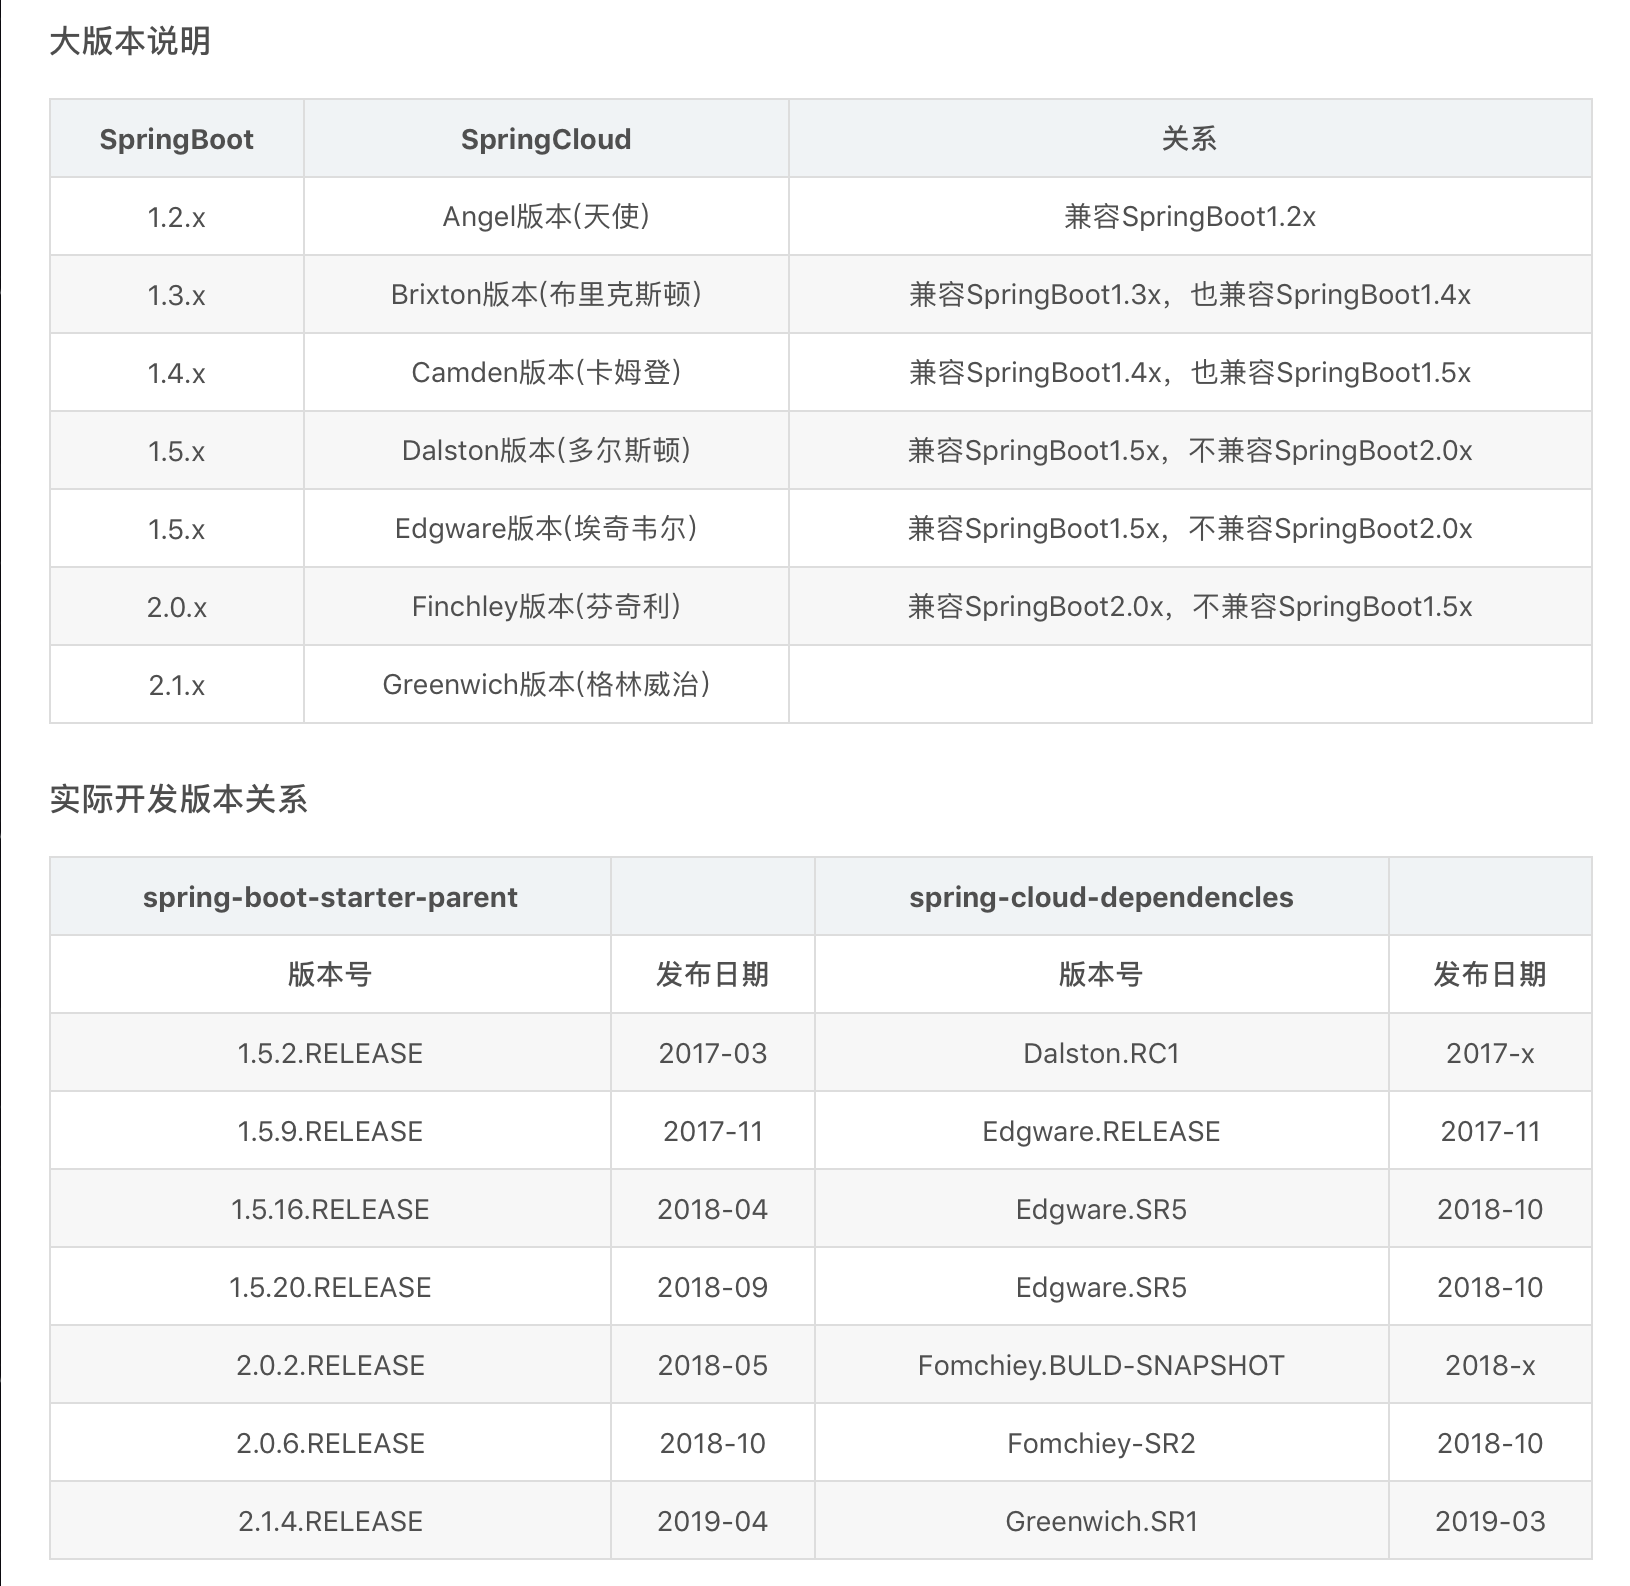 大版本说明
SpringBoot SpringCloud 关系
1.2.x Angel版本(天使) 兼容SpringBoot1.2x
1.3.x Brixton版本(布里克斯顿) 兼容SpringBoot1.3x，也兼容SpringBoot1.4x
1.4.x Camden版本(卡姆登) 兼容SpringBoot1.4x，也兼容SpringBoot1.5x
1.5.x Dalston版本(多尔斯顿) 兼容SpringBoot1.5x，不兼容SpringBoot2.0x
1.5.x Edgware版本(埃奇韦尔) 兼容SpringBoot1.5x，不兼容SpringBoot2.0x
2.0.x Finchley版本(芬奇利) 兼容SpringBoot2.0x，不兼容SpringBoot1.5x
2.1.x Greenwich版本(格林威治)
实际开发版本关系
spring-boot-starter-parent spring-cloud-dependencles
版本号 发布日期 版本号 发布日期
1.5.2.RELEASE 2017-03 Dalston.RC1 2017-x
1.5.9.RELEASE 2017-11 Edgware.RELEASE 2017-11
1.5.16.RELEASE 2018-04 Edgware.SR5 2018-10
1.5.20.RELEASE 2018-09 Edgware.SR5 2018-10
2.0.2.RELEASE 2018-05 Fomchiey.BULD-SNAPSHOT 2018-x
2.0.6.RELEASE 2018-10 Fomchiey-SR2 2018-10
2.1.4.RELEASE 2019-04 Greenwich.SR1 2019-03